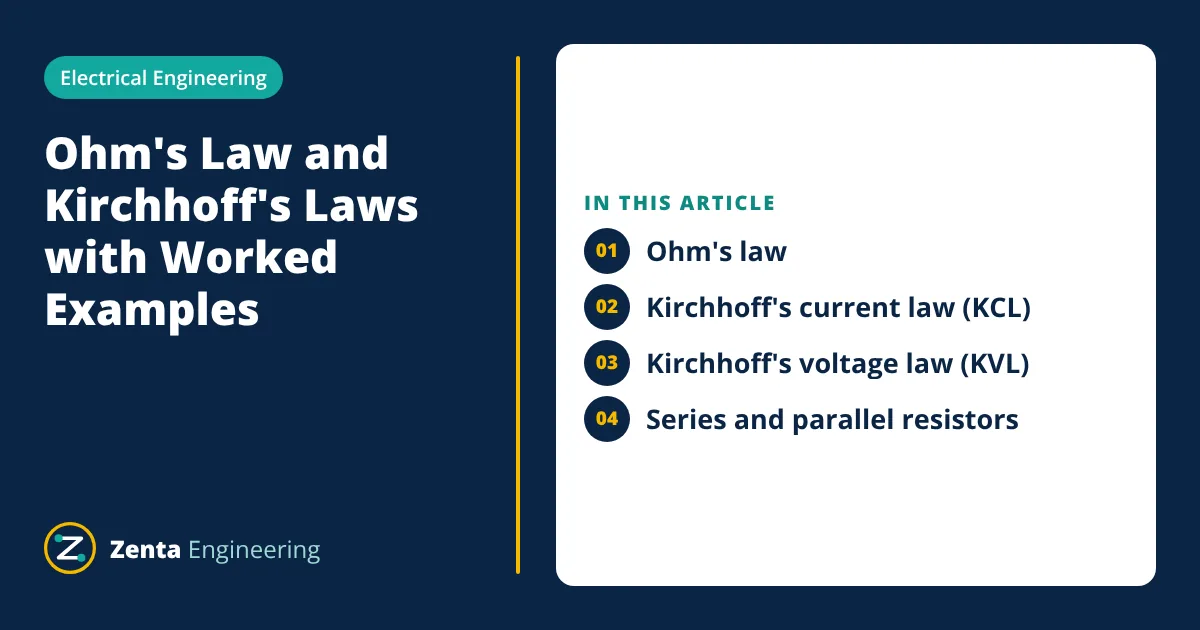 Electrical Engineering
Ohm's Law and
Kirchhoff's Laws
with Worked
Examples
Zenta Engineering
IN THIS ARTICLE
01 Ohm's law
02 Kirchhoff's current law (KCL)
03 Kirchhoff's voltage law (KVL)
04 Series and parallel resistors